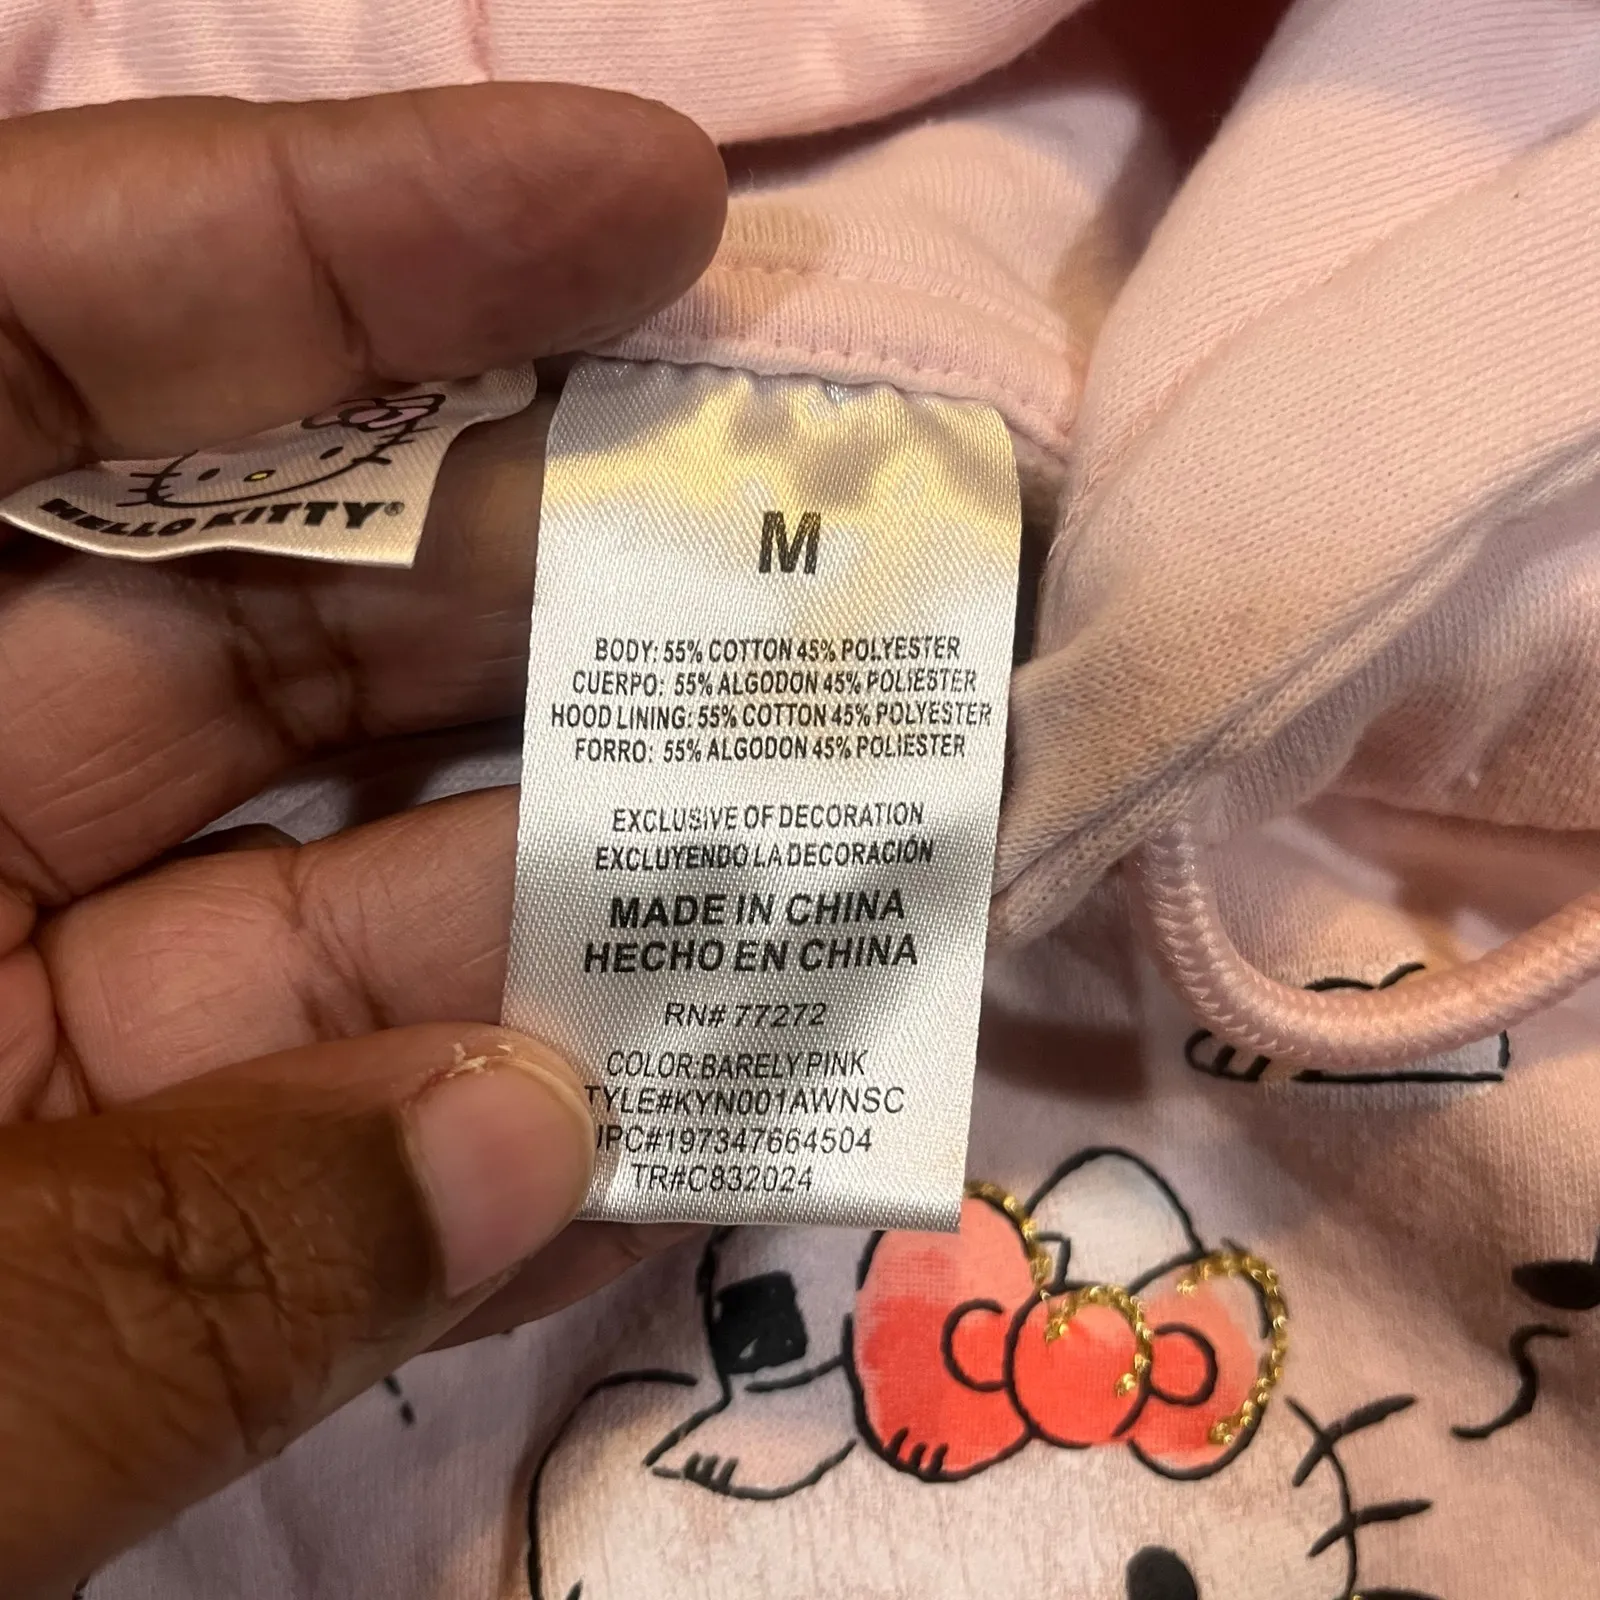 HELLO KITTY®
M
BODY: 55% COTTON 45% POLYESTER
CUERPO: 55% ALGODON 45% POLIESTER
HOOD LINING: 55% COTTON 45% POLYESTER
FORRO: 55% ALGODON 45% POLIESTER
EXCLUSIVE OF DECORATION
EXCLUYENDO LA DECORACIÓN
MADE IN CHINA
HECHO EN CHINA
RN# 77272
COLOR:BARELY PINK
TYLE#KYN001AWNSC
PC#197347664504
TR#C832024